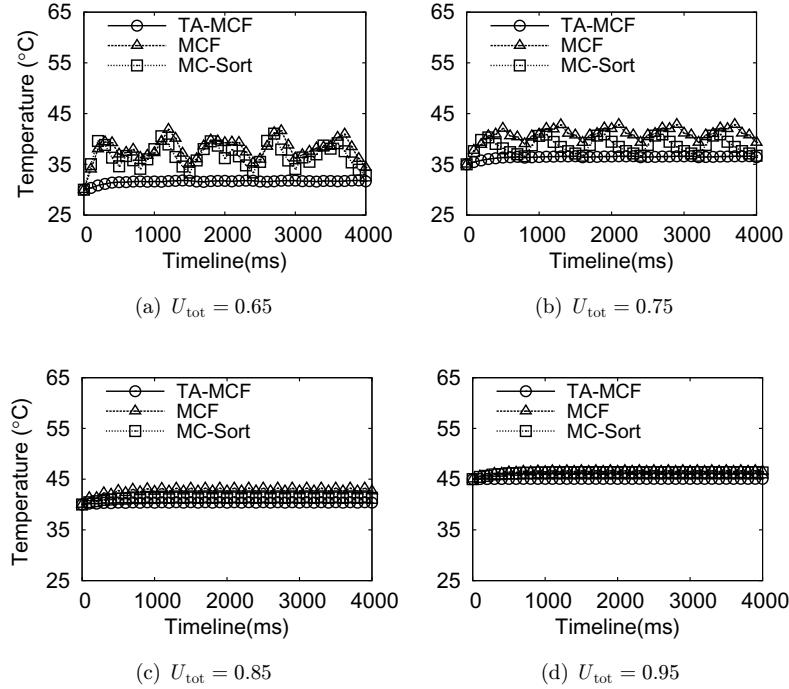 65
55
45
35
25
Temperature (°C)
TA-MCF
MCF
MC-Sort
0 1000 2000 3000 4000
Timeline(ms)
(a) U_tot = 0.65
65
55
45
35
25
TA-MCF
MCF
MC-Sort
0 1000 2000 3000 4000
Timeline(ms)
(b) U_tot = 0.75
65
55
45
35
25
Temperature (°C)
TA-MCF
MCF
MC-Sort
0 1000 2000 3000 4000
Timeline(ms)
(c) U_tot = 0.85
65
55
45
35
25
TA-MCF
MCF
MC-Sort
0 1000 2000 3000 4000
Timeline(ms)
(d) U_tot = 0.95